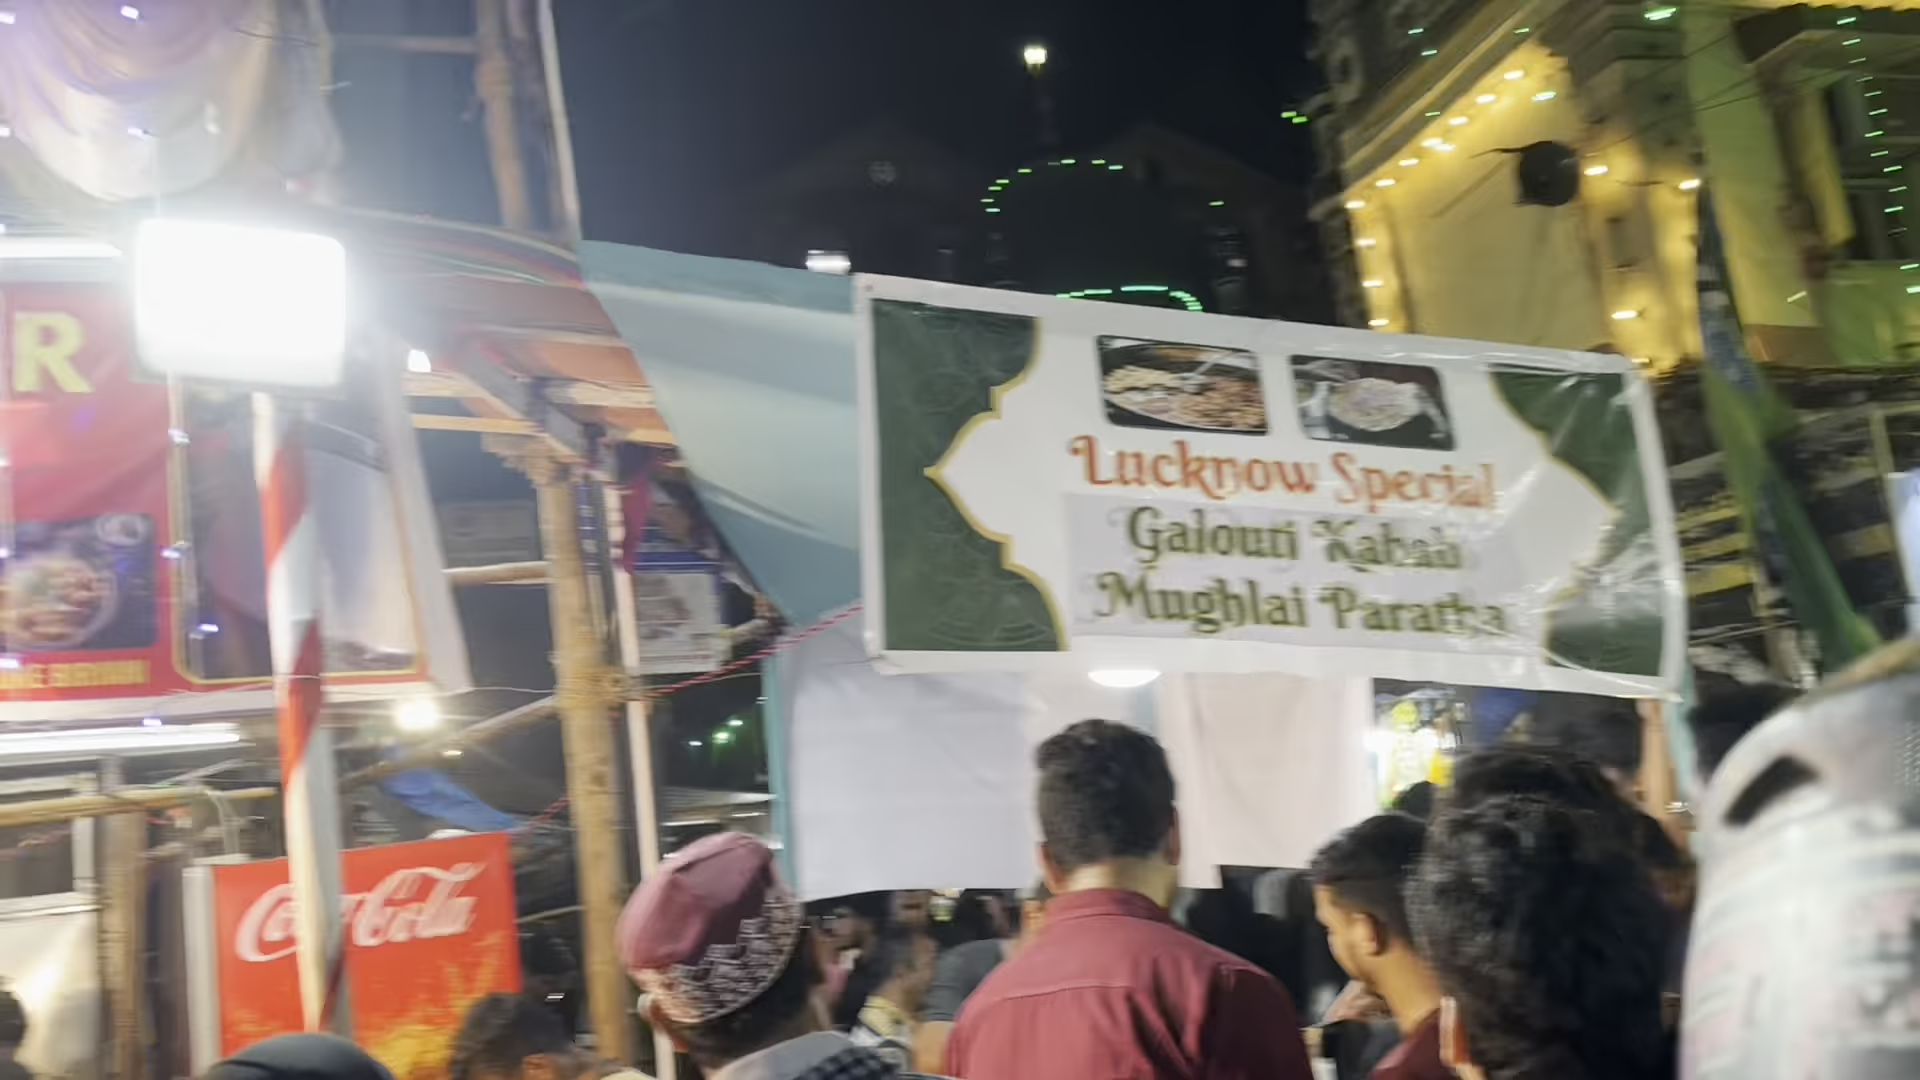 R
Lucknow Special
Galouti Kabab
Mughlai Paratha
Coca-Cola